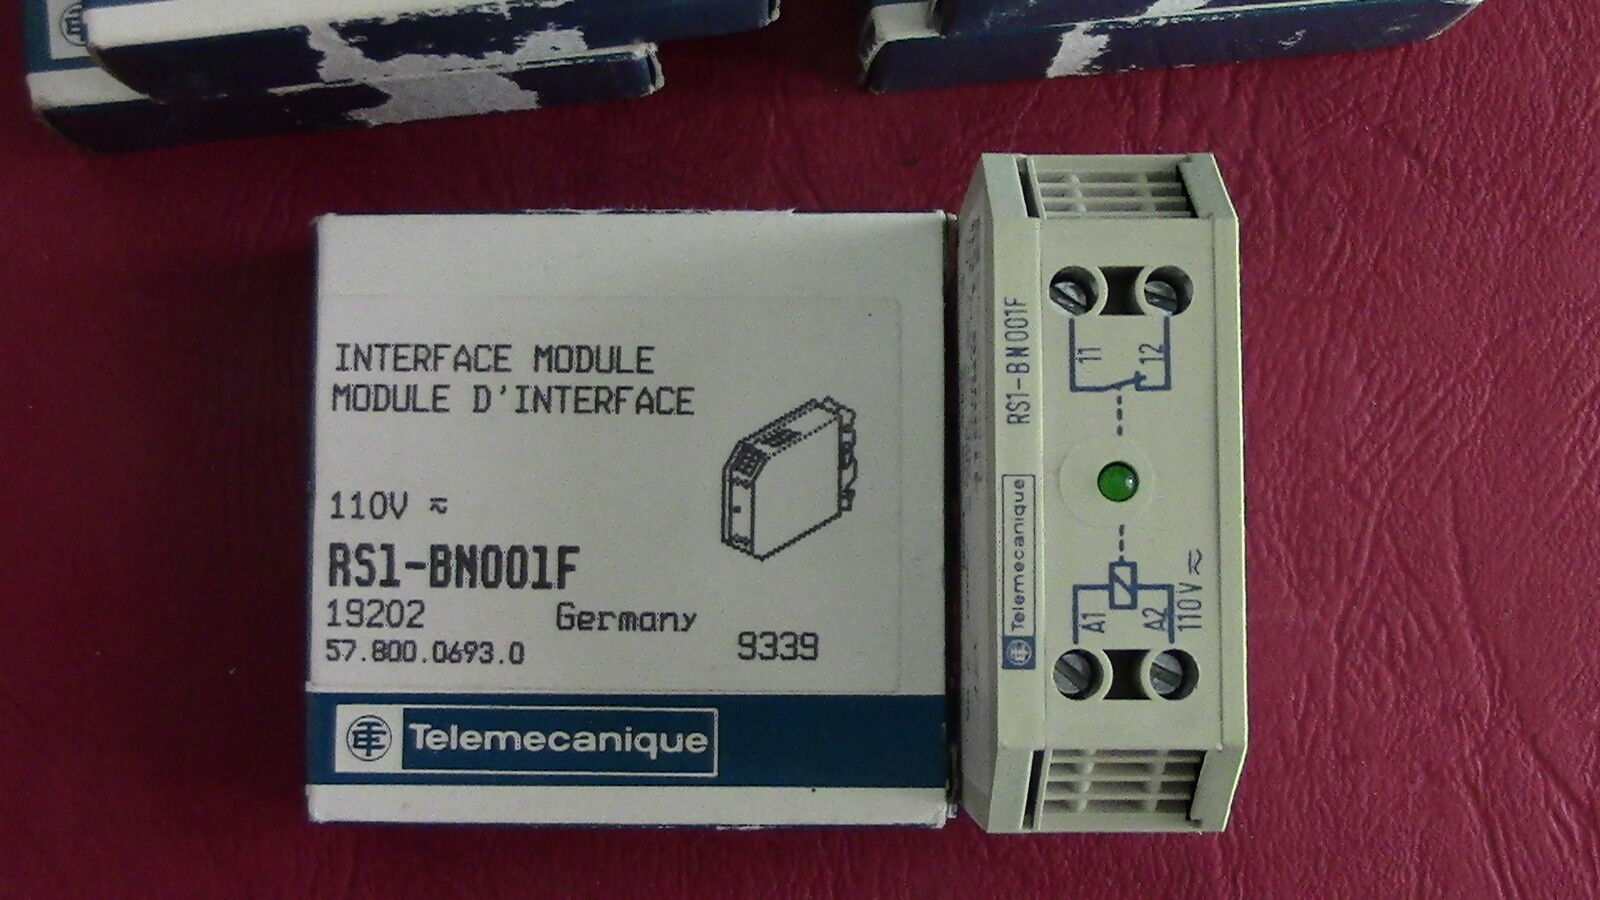 INTERFACE MODULE
MODULE D'INTERFACE
110V ≂
RS1-BN001F
19202 Germany
57.800.0693.0 9339
Telemecanique
RS1-BN001F
Telemecanique
11 12
A1 A2
110V ≂